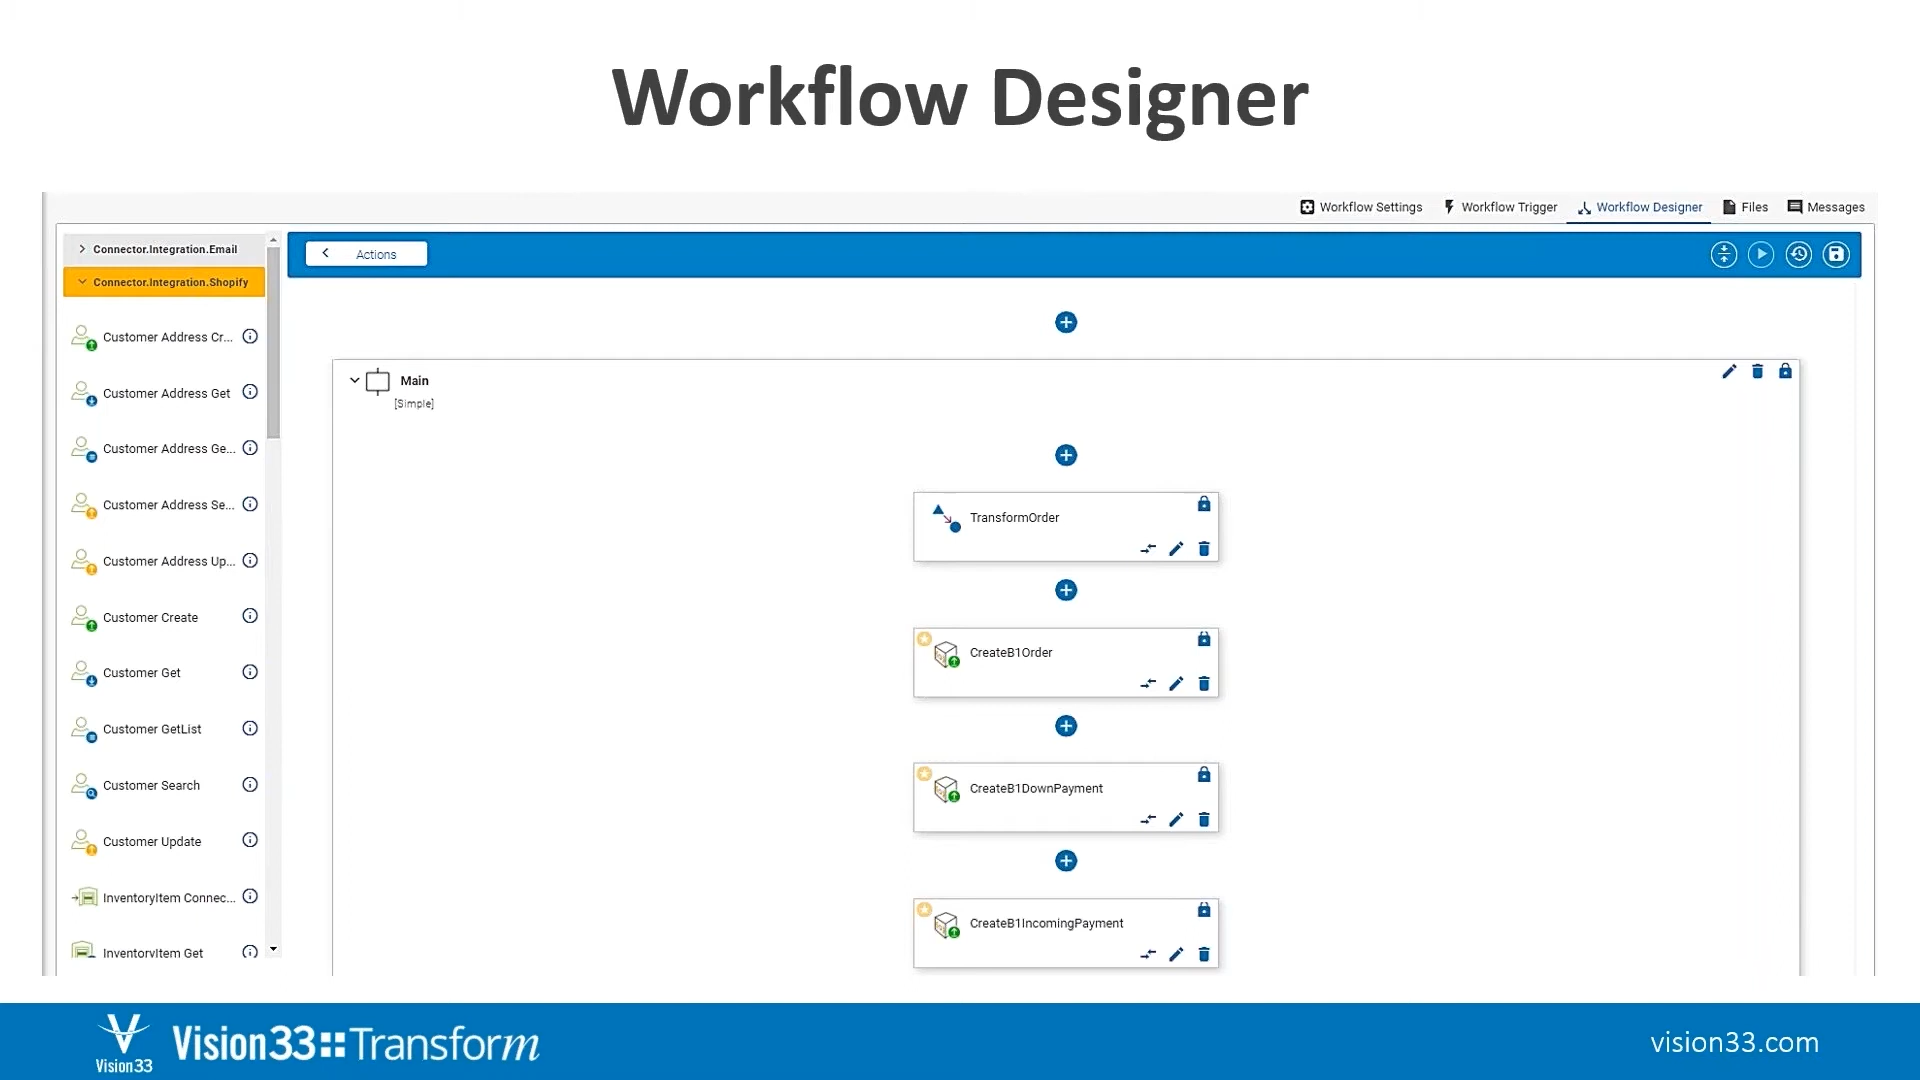 Workflow Designer
Workflow Settings
Workflow Trigger
Workflow Designer
Files
Messages
Connector.Integration.Email
Connector.Integration.Shopify
Customer Address Cr...
Customer Address Get
Customer Address Ge...
Customer Address Se...
Customer Address Up...
Customer Create
Customer Get
Customer GetList
Customer Search
Customer Update
InventoryItem Connec...
InventoryItem Get
Actions
Main
[Simple]
TransformOrder
CreateB1Order
CreateB1DownPayment
CreateB1IncomingPayment
Vision33
Vision33::Transform
vision33.com